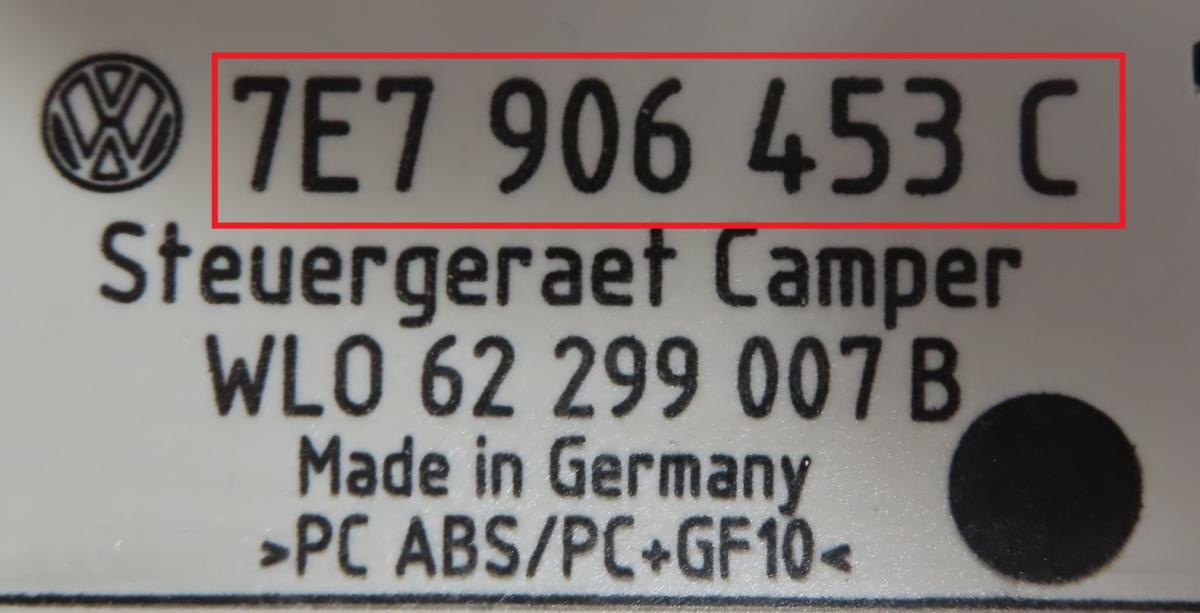 7E7 906 453 C
Steuergeraet Camper
WLO 62 299 007 B
Made in Germany
>PC ABS/PC+GF10<